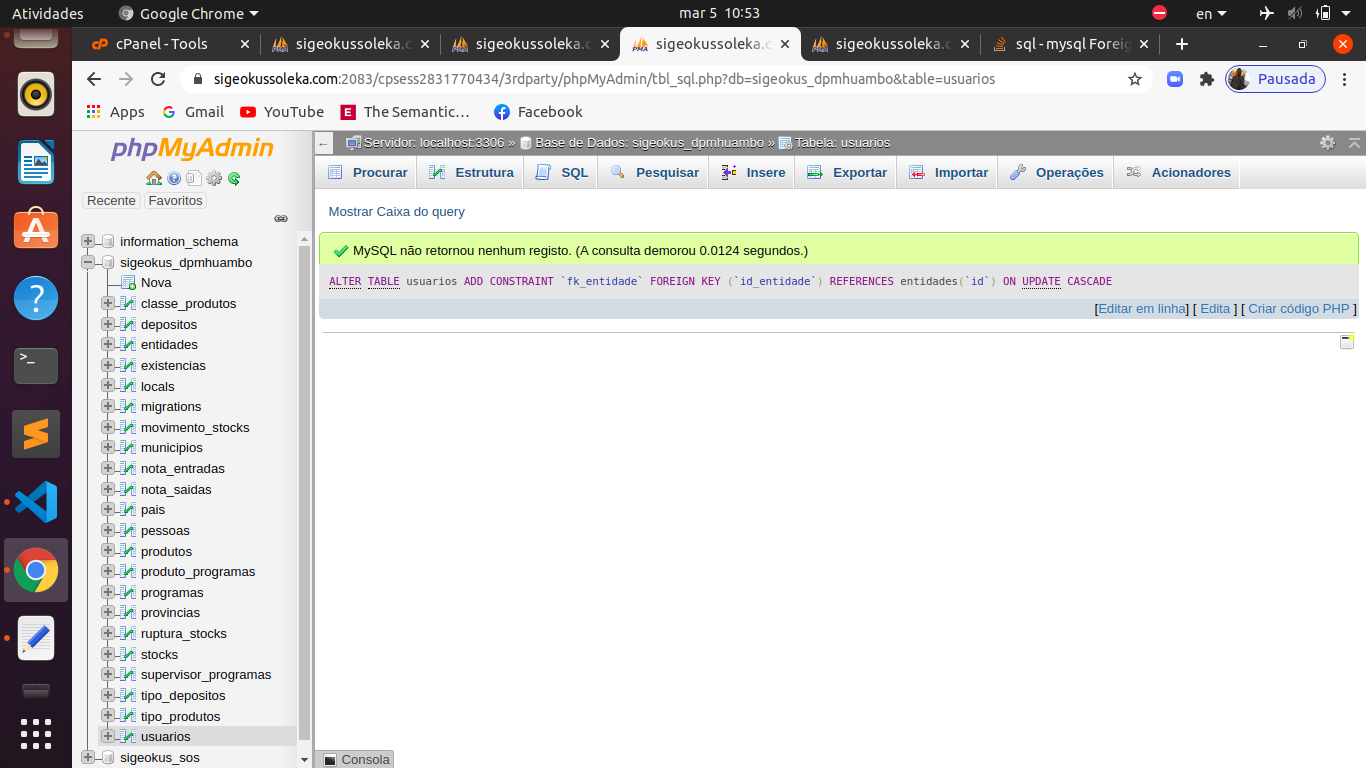 Atividades
Google Chrome
mar 5 10:53
en
cPanel - Tools
sigeokussoleka.c
sigeokussoleka.c
sigeokussoleka.c
sigeokussoleka.c
sql - mysql Foreig
sigeokussoleka.com:2083/cpsess2831770434/3rdparty/phpMyAdmin/tbl_sql.php?db=sigeokus_dpmhuambo&table=usuarios
Pausada
Apps
Gmail
YouTube
The Semantic…
Facebook
phpMyAdmin
Recente
Favoritos
information_schema
sigeokus_dpmhuambo
Nova
classe_produtos
depositos
entidades
existencias
locals
migrations
movimento_stocks
municipios
nota_entradas
nota_saidas
pais
pessoas
produtos
produto_programas
programas
provincias
ruptura_stocks
stocks
supervisor_programas
tipo_depositos
tipo_produtos
usuarios
sigeokus_sos
Servidor: localhost:3306 » Base de Dados: sigeokus_dpmhuambo » Tabela: usuarios
Procurar
Estrutura
SQL
Pesquisar
Insere
Exportar
Importar
Operações
Acionadores
Mostrar Caixa do query
MySQL não retornou nenhum registo. (A consulta demorou 0.0124 segundos.)
ALTER TABLE usuarios ADD CONSTRAINT `fk_entidade` FOREIGN KEY (`id_entidade`) REFERENCES entidades(`id`) ON UPDATE CASCADE
[Editar em linha] [ Edita ] [ Criar código PHP ]
Consola